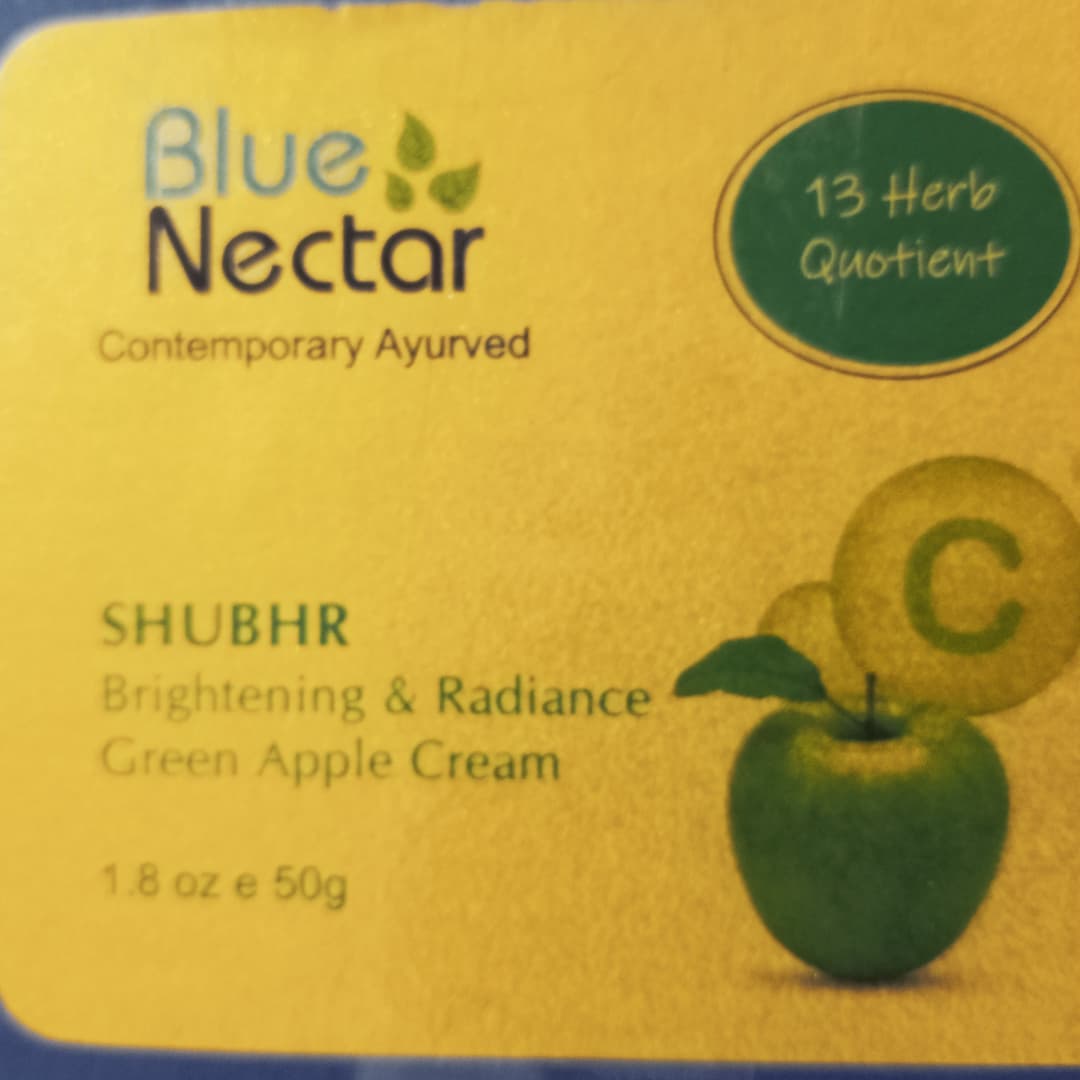 Blue
Nectar
Contemporary Ayurved
13 Herb
Quotient
C
SHUBHR
Brightening & Radiance
Green Apple Cream
1.8 oz e 50g